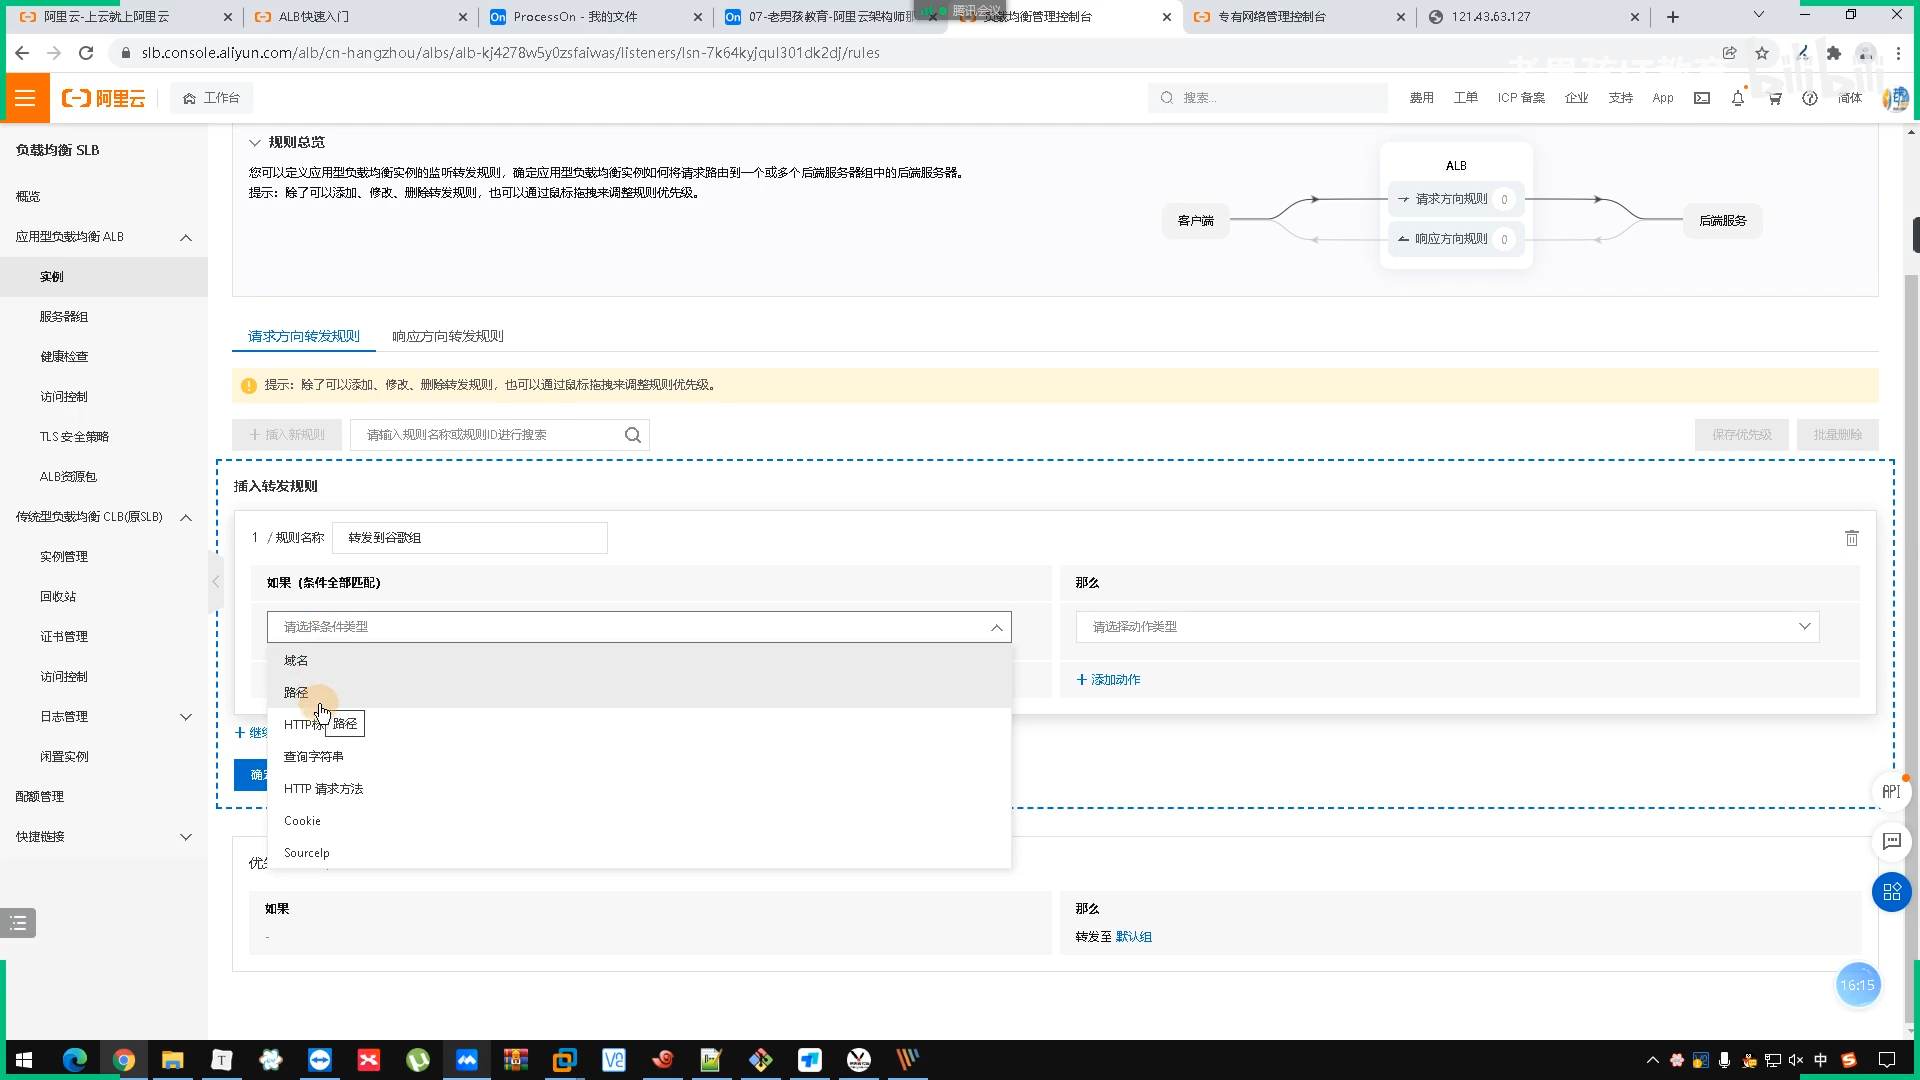 阿里云-上云就上阿里云
ALB快速入门
ProcessOn - 我的文件
07-老男孩教育-阿里云架构师
腾讯会议
负载均衡管理控制台
专有网络管理控制台
121.43.63.127
slb.console.aliyun.com/alb/cn-hangzhou/albs/alb-kj4278w5y0zsfaiwas/listeners/lsn-7k64kyjqul301dk2dj/rules
阿里云
工作台
搜索...
费用
工单
ICP 备案
企业
支持
App
简体
bilibili
负载均衡 SLB
概览
应用型负载均衡 ALB
实例
服务器组
健康检查
访问控制
TLS 安全策略
ALB资源包
传统型负载均衡 CLB(原SLB)
实例管理
回收站
证书管理
访问控制
日志管理
闲置实例
配额管理
快捷链接
规则总览
您可以定义应用型负载均衡实例的监听转发规则，确定应用型负载均衡实例如何将请求路由到一个或多个后端服务器组中的后端服务器。
提示：除了可以添加、修改、删除转发规则，也可以通过鼠标拖拽来调整规则优先级。
ALB
客户端
请求方向规则 0
响应方向规则 0
后端服务
请求方向转发规则
响应方向转发规则
提示：除了可以添加、修改、删除转发规则，也可以通过鼠标拖拽来调整规则优先级。
+ 插入新规则
请输入规则名称或规则ID进行搜索
保存优先级
批量删除
插入转发规则
1 / 规则名称
转发到谷歌组
如果（条件全部匹配）
那么
请选择条件类型
请选择动作类型
域名
路径
HTTP标
路径
查询字符串
HTTP 请求方法
Cookie
SourceIp
+ 添加动作
+ 继续
确定
如果
-
那么
转发至 默认组
API
16:15
中